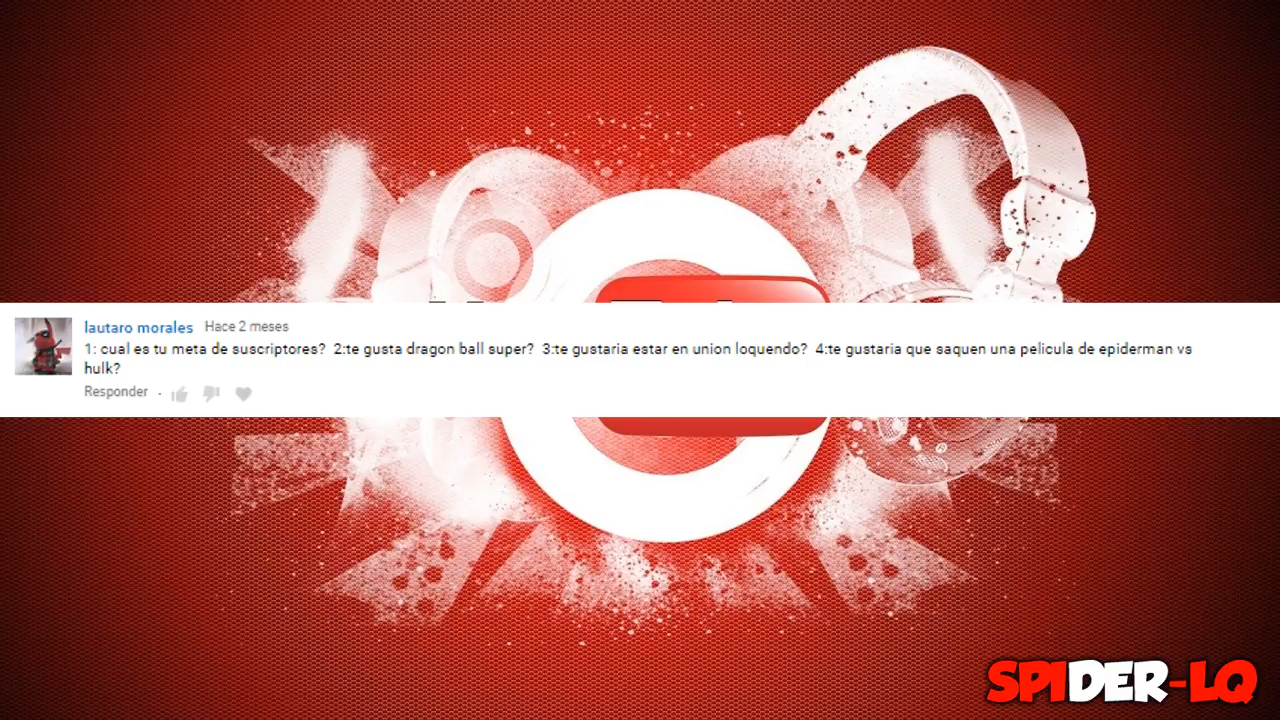 lautaro morales Hace 2 meses
1: cual es tu meta de suscriptores? 2:te gusta dragon ball super? 3:te gustaria estar en union loquendo? 4:te gustaria que saquen una pelicula de epiderman vs
hulk?
Responder
SPIDER-LQ